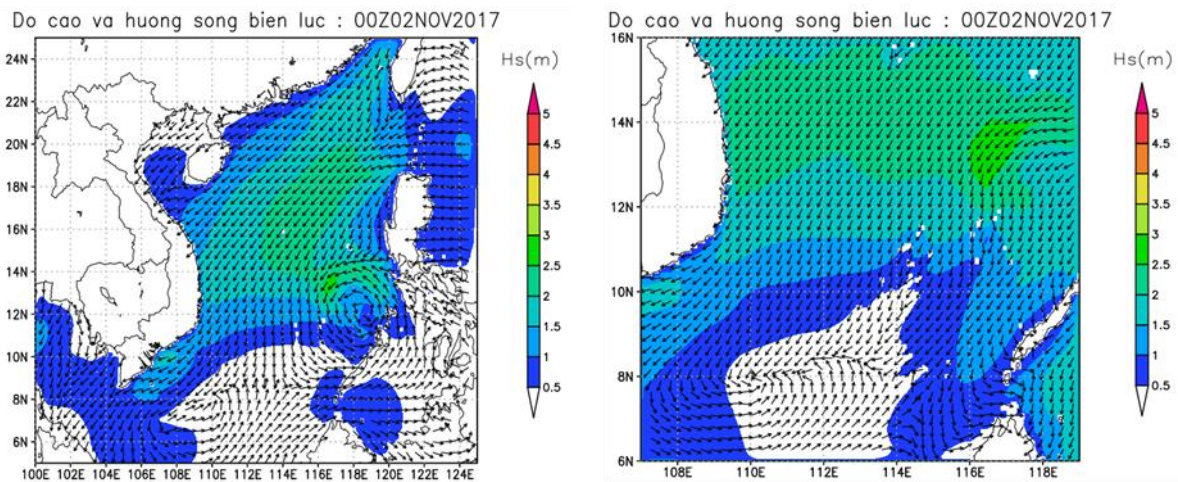 Do cao va huong song bien luc : 00Z02NOV2017
Hs(m)
24N
22N
20N
18N
16N
14N
12N
10N
8N
6N
100E 102E 104E 106E 108E 110E 112E 114E 116E 118E 120E 122E 124E
5
4.5
4
3.5
3
2.5
2
1.5
1
0.5
Do cao va huong song bien luc : 00Z02NOV2017
Hs(m)
16N
14N
12N
10N
8N
6N
108E 110E 112E 114E 116E 118E
5
4.5
4
3.5
3
2.5
2
1.5
1
0.5